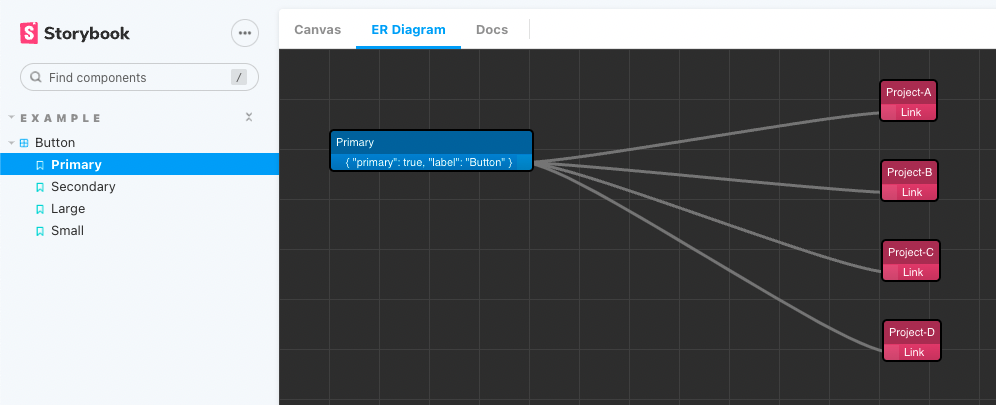 Storybook
Find components
/
EXAMPLE
Button
Primary
Secondary
Large
Small
Canvas
ER Diagram
Docs
Primary
{ "primary": true, "label": "Button" }
Project-A
Link
Project-B
Link
Project-C
Link
Project-D
Link